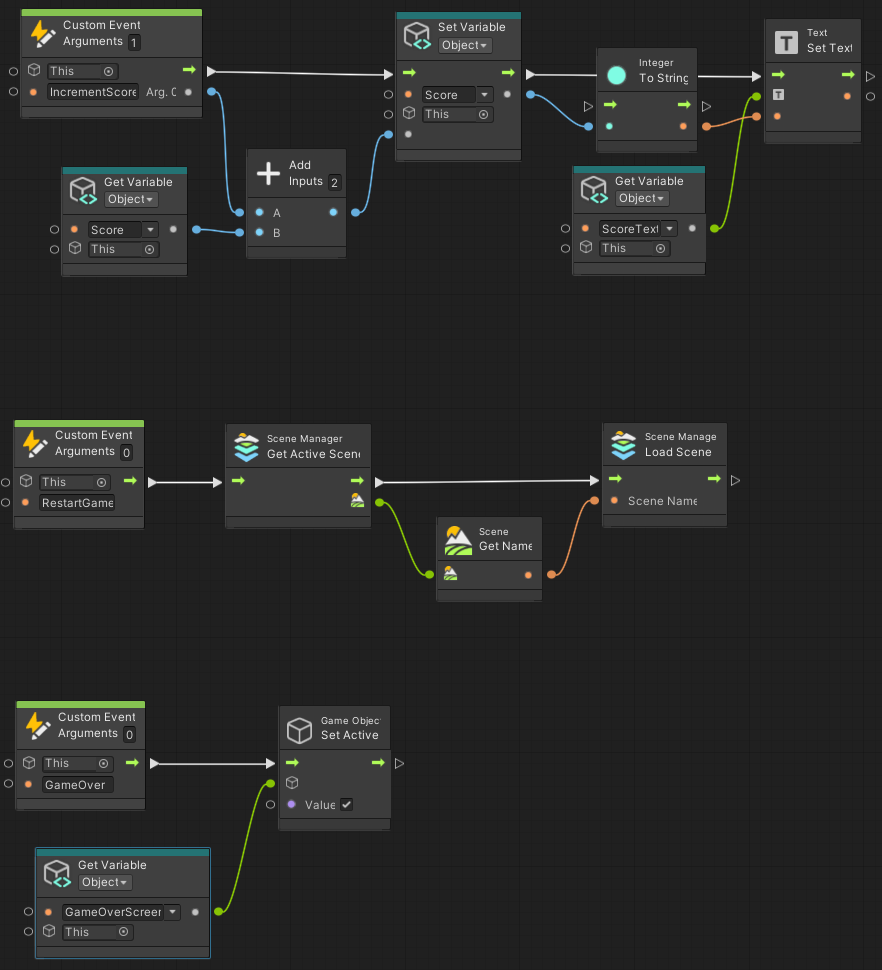 Custom Event
Arguments 1
This
IncrementScore Arg. 0
Set Variable
Object
Score
This
Integer
To String
Text
Set Text
T
T
Get Variable
Object
Score
This
Add
Inputs 2
A
B
Get Variable
Object
ScoreText
This
Custom Event
Arguments 0
This
RestartGame
Scene Manager
Get Active Scene
Scene Manage
Load Scene
Scene Name
Scene
Get Name
Custom Event
Arguments 0
This
GameOver
Game Objec
Set Active
Value
Get Variable
Object
GameOverScreen
This